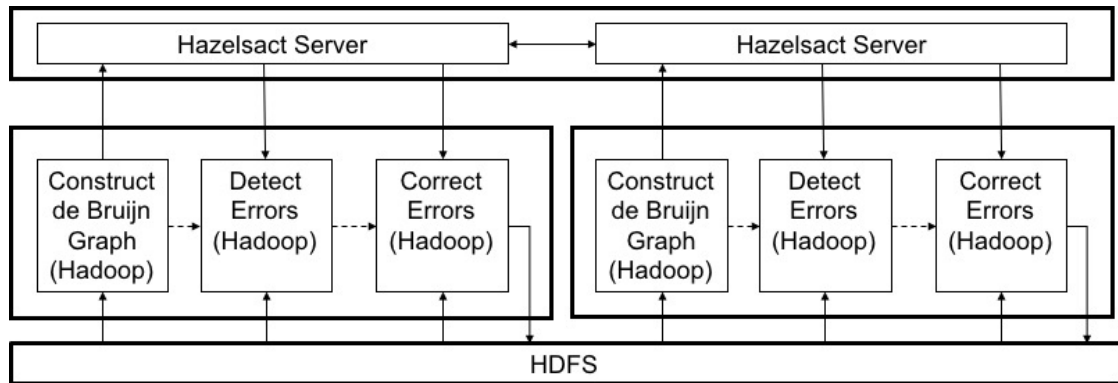 Hazelsact Server
Hazelsact Server
Construct
de Bruijn
Graph
(Hadoop)
Detect
Errors
(Hadoop)
Correct
Errors
(Hadoop)
Construct
de Bruijn
Graph
(Hadoop)
Detect
Errors
(Hadoop)
Correct
Errors
(Hadoop)
HDFS